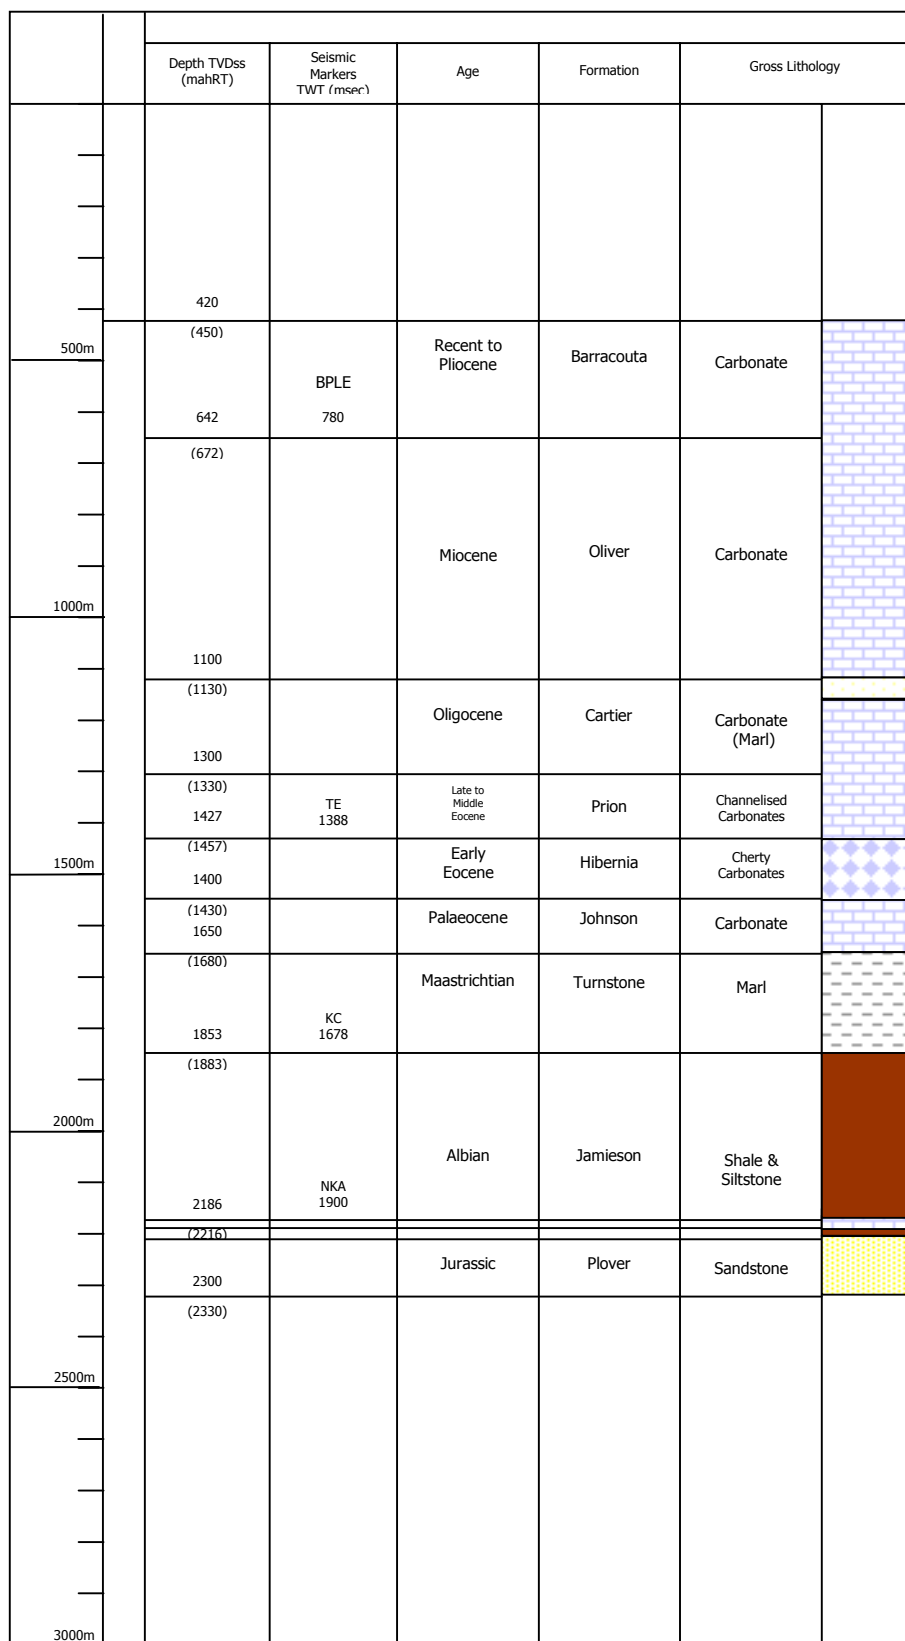 Depth TVDss
(mahRT)
Seismic
Markers
TWT (msec)
Age
Formation
Gross Lithology
420
(450)
500m
Recent to
Pliocene
Barracouta
Carbonate
BPLE
642
780
(672)
Miocene
Oliver
Carbonate
1000m
1100
(1130)
Oligocene
Cartier
Carbonate
(Marl)
1300
(1330)
Late to
Middle
Eocene
TE
1388
Prion
Channelised
Carbonates
1427
(1457)
Early
Eocene
Hibernia
Cherty
Carbonates
1500m
1400
(1430)
Palaeocene
Johnson
Carbonate
1650
(1680)
Maastrichtian
Turnstone
Marl
KC
1853
1678
(1883)
2000m
Albian
Jamieson
Shale &
Siltstone
NKA
2186
1900
(2216)
Jurassic
Plover
Sandstone
2300
(2330)
2500m
3000m